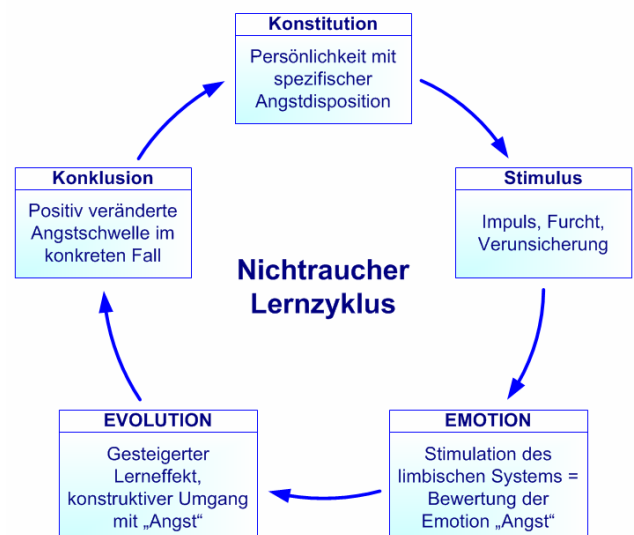 Konstitution
Persönlichkeit mit
spezifischer
Angstdisposition
Stimulus
Impuls, Furcht,
Verunsicherung
EMOTION
Stimulation des
limbischen Systems =
Bewertung der
Emotion „Angst“
EVOLUTION
Gesteigerter
Lerneffekt,
konstruktiver Umgang
mit „Angst“
Konklusion
Positiv veränderte
Angstschwelle im
konkreten Fall
Nichtraucher
Lernzyklus